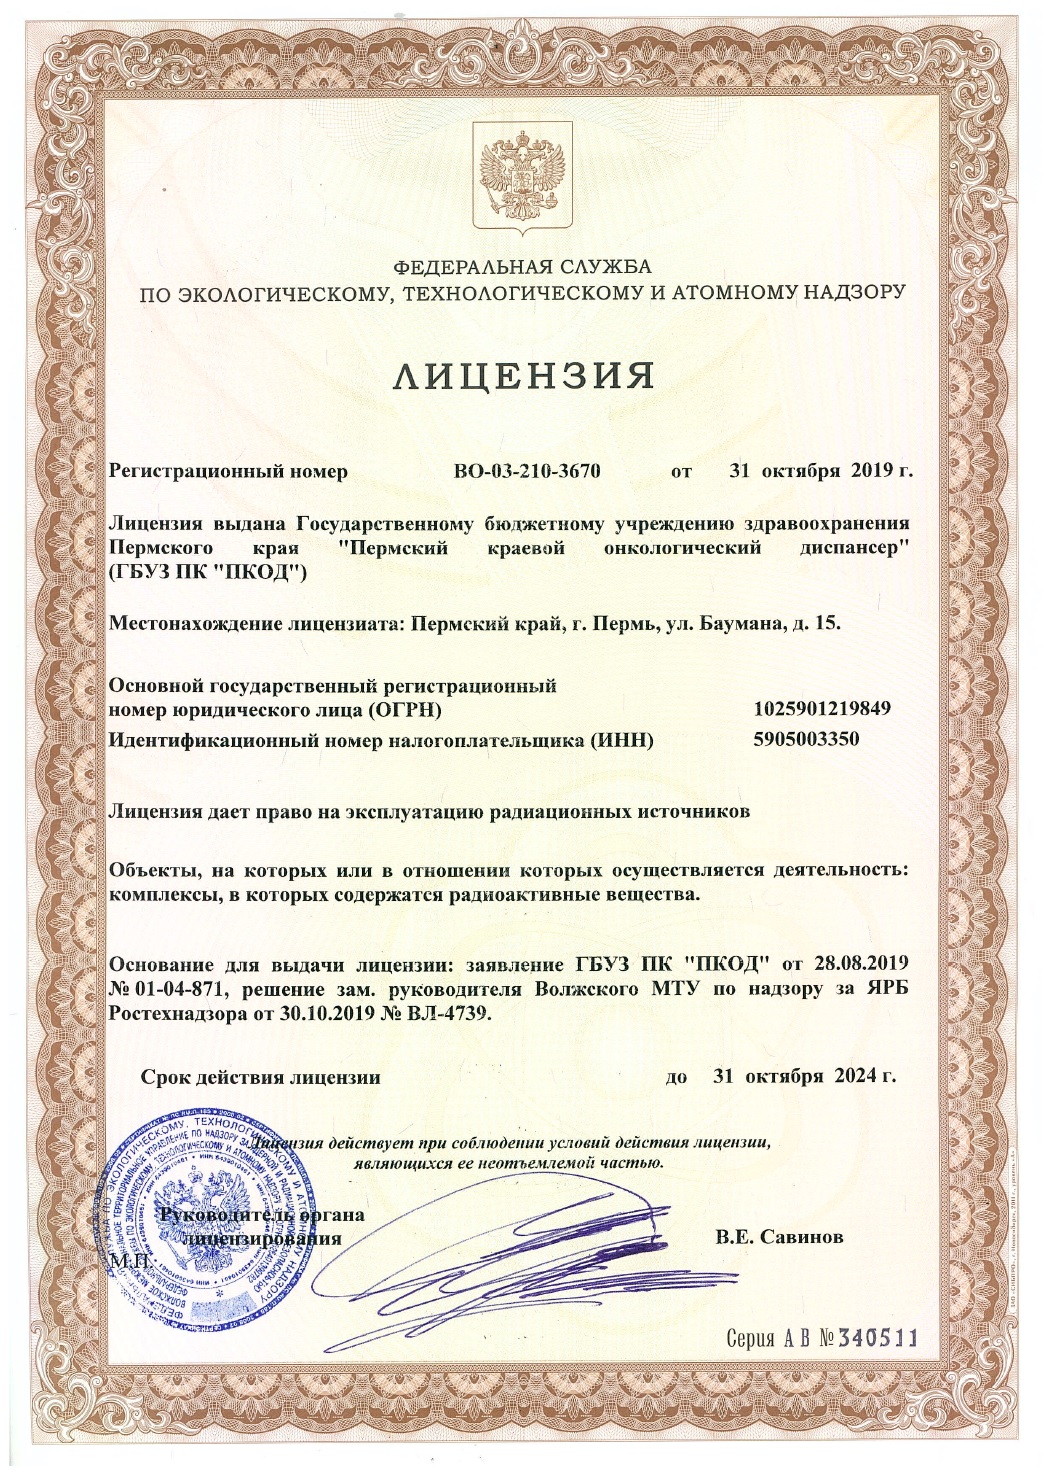 ФЕДЕРАЛЬНАЯ СЛУЖБА
ПО ЭКОЛОГИЧЕСКОМУ, ТЕХНОЛОГИЧЕСКОМУ И АТОМНОМУ НАДЗОРУ
ЛИЦЕНЗИЯ
Регистрационный номер ВО-03-210-3670 от 31 октября 2019 г.
Лицензия выдана Государственному бюджетному учреждению здравоохранения
Пермского края "Пермский краевой онкологический диспансер"
(ГБУЗ ПК "ПКОД")
Местонахождение лицензиата: Пермский край, г. Пермь, ул. Баумана, д. 15.
Основной государственный регистрационный
номер юридического лица (ОГРН) 1025901219849
Идентификационный номер налогоплательщика (ИНН) 5905003350
Лицензия дает право на эксплуатацию радиационных источников
Объекты, на которых или в отношении которых осуществляется деятельность:
комплексы, в которых содержатся радиоактивные вещества.
Основание для выдачи лицензии: заявление ГБУЗ ПК "ПКОД" от 28.08.2019
№ 01-04-871, решение зам. руководителя Волжского МТУ по надзору за ЯРБ
Ростехнадзора от 30.10.2019 № ВЛ-4739.
Срок действия лицензии до 31 октября 2024 г.
Лицензия действует при соблюдении условий действия лицензии,
являющихся ее неотъемлемой частью.
Руководитель органа
лицензирования В.Е. Савинов
М.П.
Серия А В № 340511